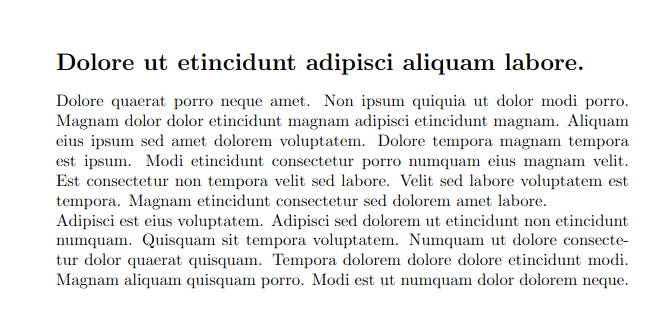 Dolore ut etincidunt adipisci aliquam labore.
Dolore quaerat porro neque amet. Non ipsum quiquia ut dolor modi porro.
Magnam dolor dolor etincidunt magnam adipisci etincidunt magnam. Aliquam
eius ipsum sed amet dolorem voluptatem. Dolore tempora magnam tempora
est ipsum. Modi etincidunt consectetur porro numquam eius magnam velit.
Est consectetur non tempora velit sed labore. Velit sed labore voluptatem est
tempora. Magnam etincidunt consectetur sed dolorem amet labore.
Adipisci est eius voluptatem. Adipisci sed dolorem ut etincidunt non etincidunt
numquam. Quisquam sit tempora voluptatem. Numquam ut dolore consecte-
tur dolor quaerat quisquam. Tempora dolorem dolore dolore etincidunt modi.
Magnam aliquam quisquam porro. Modi est ut numquam dolor dolorem neque.